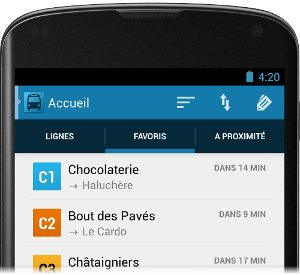 4:20
Accueil
LIGNES FAVORIS A PROXIMITÉ
C1 Chocolaterie DANS 14 MIN
→ Haluchère
C2 Bout des Pavés DANS 9 MIN
→ Le Cardo
C3 Châtaigniers DANS 17 MIN